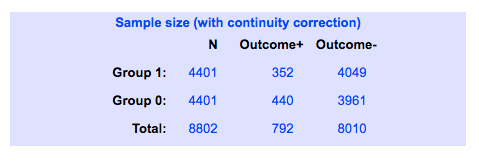 Sample size (with continuity correction)
N Outcome+ Outcome-
Group 1: 4401 352 4049
Group 0: 4401 440 3961
Total: 8802 792 8010